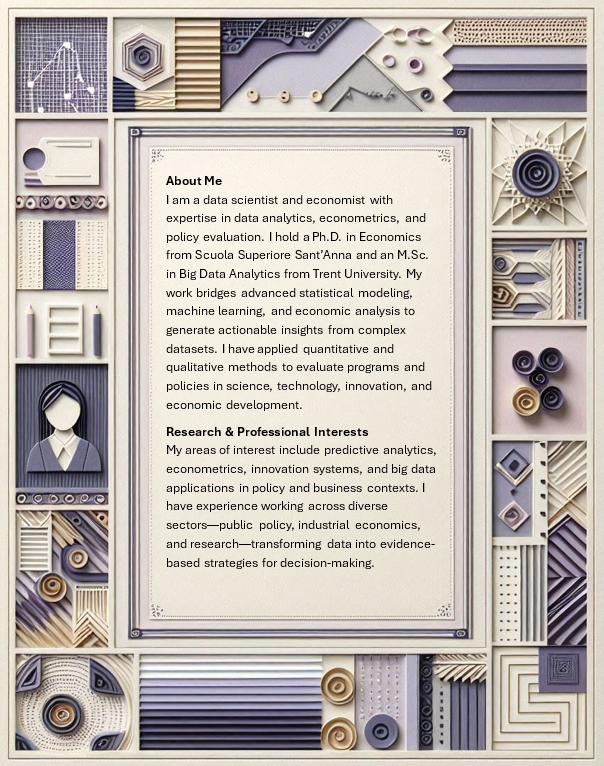 About Me
I am a data scientist and economist with
expertise in data analytics, econometrics, and
policy evaluation. I hold a Ph.D. in Economics
from Scuola Superiore Sant’Anna and an M.Sc.
in Big Data Analytics from Trent University. My
work bridges advanced statistical modeling,
machine learning, and economic analysis to
generate actionable insights from complex
datasets. I have applied quantitative and
qualitative methods to evaluate programs and
policies in science, technology, innovation, and
economic development.
Research & Professional Interests
My areas of interest include predictive analytics,
econometrics, innovation systems, and big data
applications in policy and business contexts. I
have experience working across diverse
sectors—public policy, industrial economics,
and research—transforming data into evidence-
based strategies for decision-making.